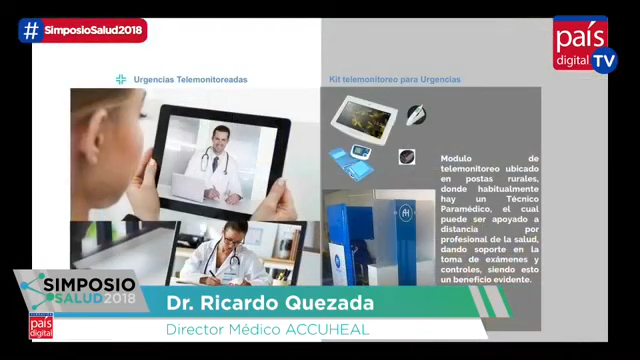 # #SimposioSalud2018
país
digital
TV
Urgencias Telemonitoreadas
Kit telemonitoreo para Urgencias
Modulo de
telemonitoreo ubicado
en postas rurales,
donde habitualmente
hay un Técnico
Paramédico, el cual
puede ser apoyado a
distancia por
profesional de la salud,
dando soporte en la
toma de exámenes y
controles, siendo esto
un beneficio evidente.
SIMPOSIO
SALUD2018
Dr. Ricardo Quezada
Director Médico ACCUHEAL
país
digital